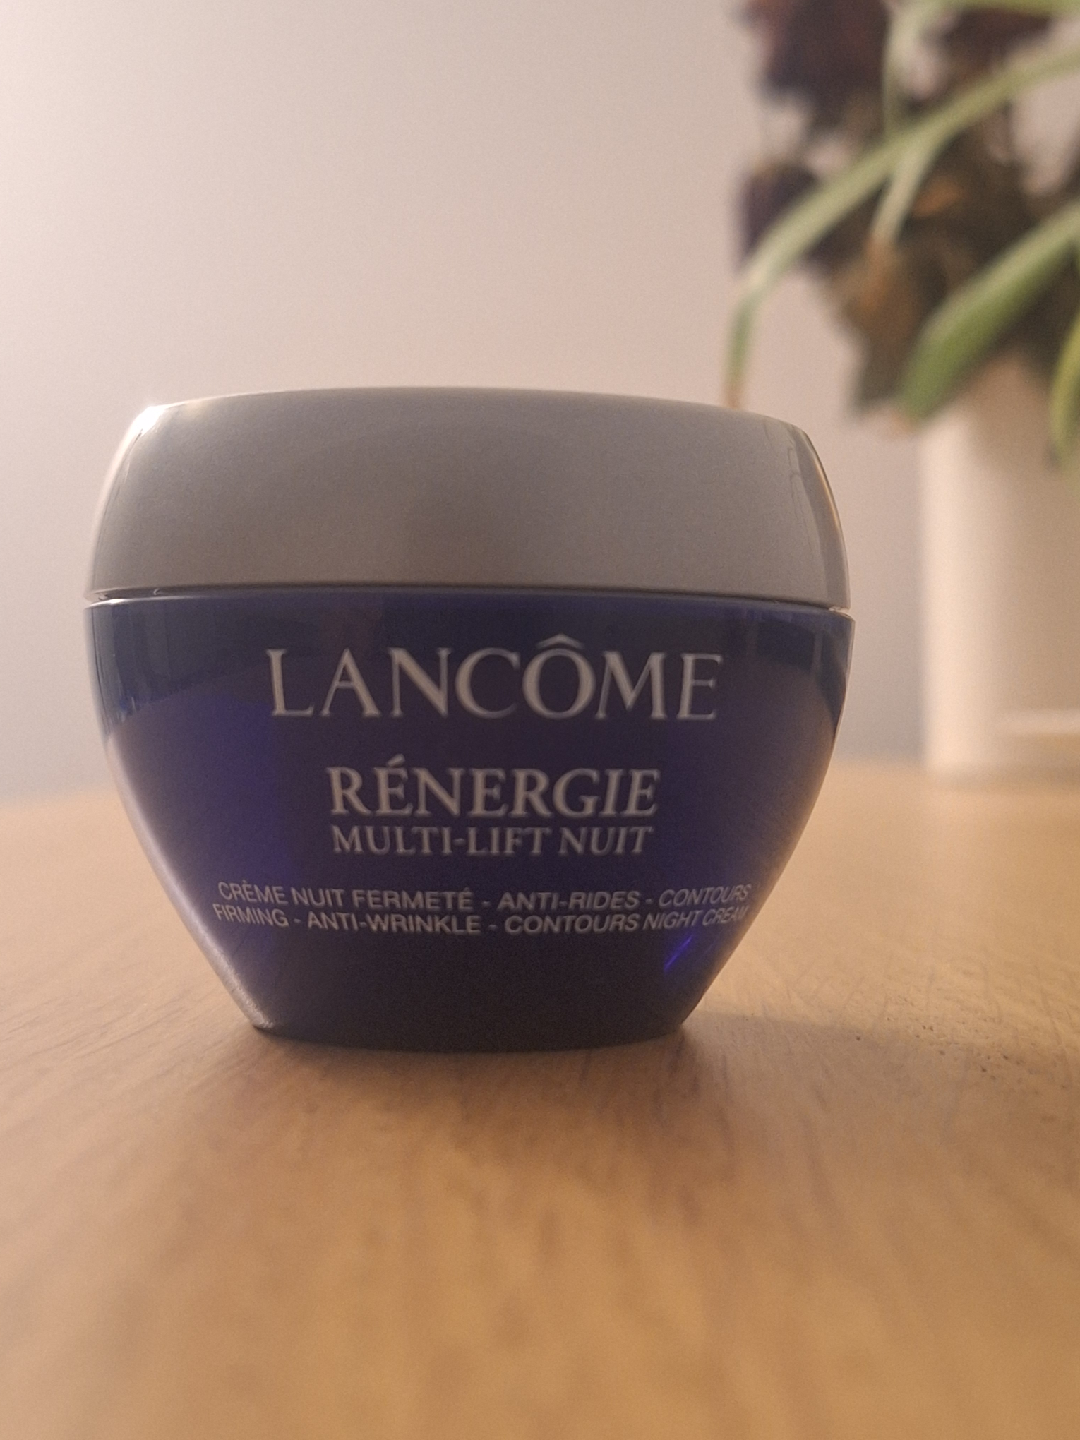 LANCÔME
RÉNERGIE
MULTI-LIFT NUIT
CRÈME NUIT FERMETÉ - ANTI-RIDES - CONTOURS
FIRMING - ANTI-WRINKLE - CONTOURS NIGHT CREAM